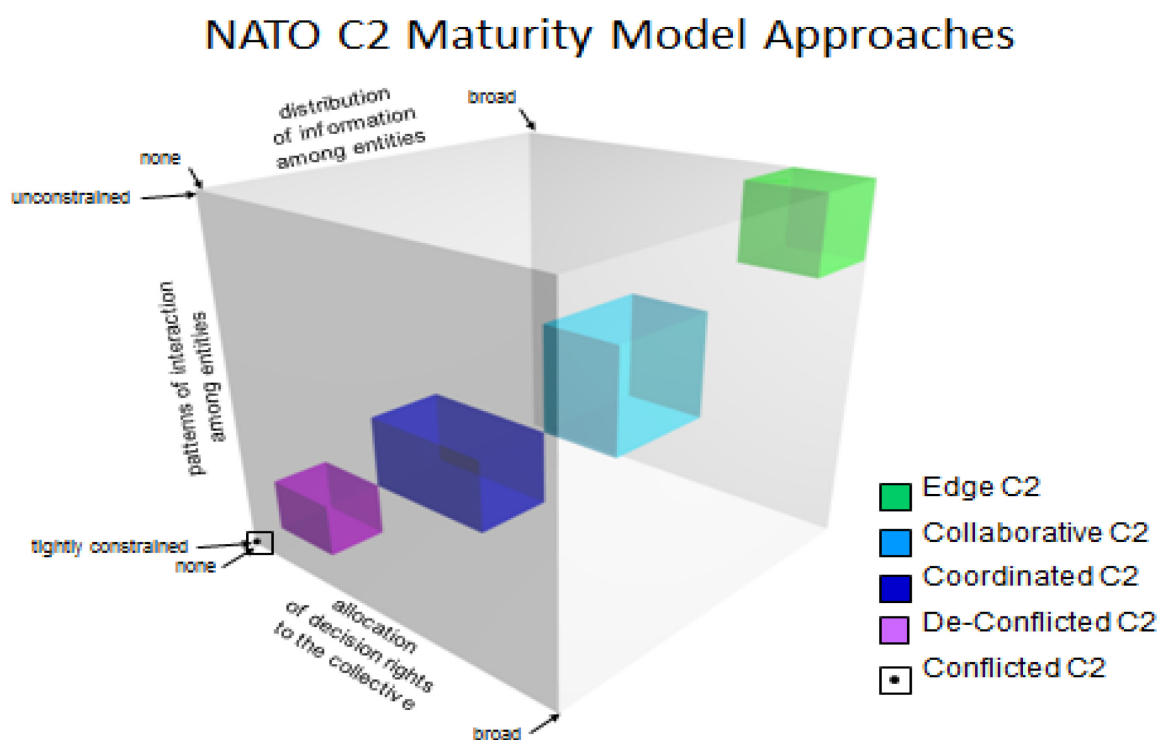 NATO C2 Maturity Model Approaches
distribution
of information
among entities
broad
none
unconstrained
patterns of interaction
among entities
tightly constrained
none
allocation
of decision rights
to the collective
broad
Edge C2
Collaborative C2
Coordinated C2
De-Conflicted C2
Conflicted C2